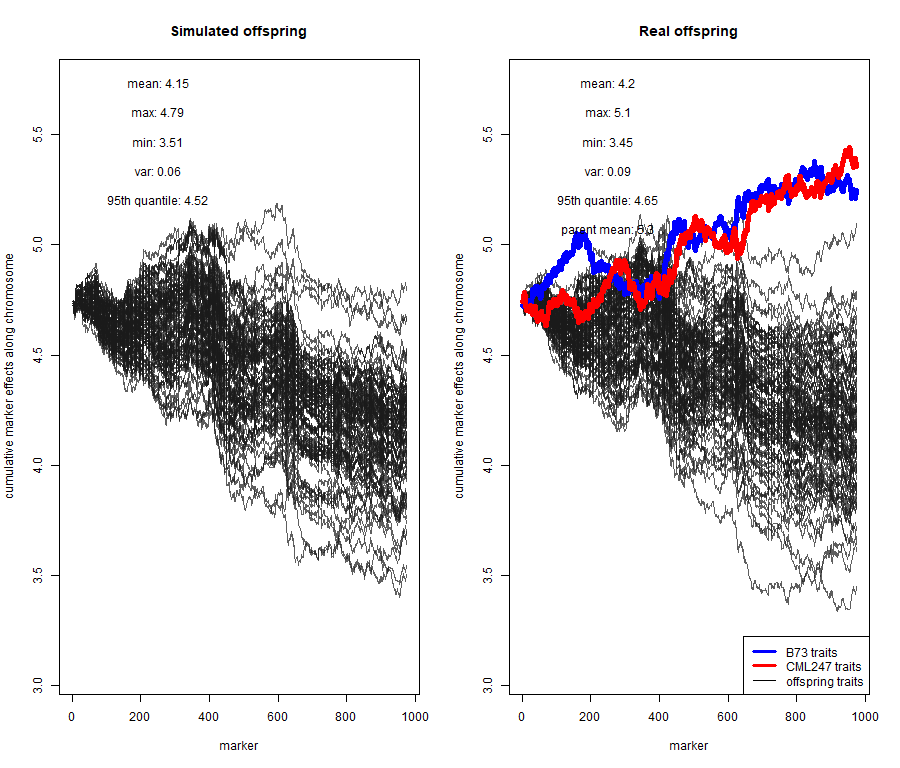 Simulated offspring
mean: 4.15
max: 4.79
min: 3.51
var: 0.06
95th quantile: 4.52
cumulative marker effects along chromosome
5.5
5.0
4.5
4.0
3.5
3.0
0 200 400 600 800 1000
marker
Real offspring
mean: 4.2
max: 5.1
min: 3.45
var: 0.09
95th quantile: 4.65
parent mean: 5.3
cumulative marker effects along chromosome
5.5
5.0
4.5
4.0
3.5
3.0
B73 traits
CML247 traits
offspring traits
0 200 400 600 800 1000
marker